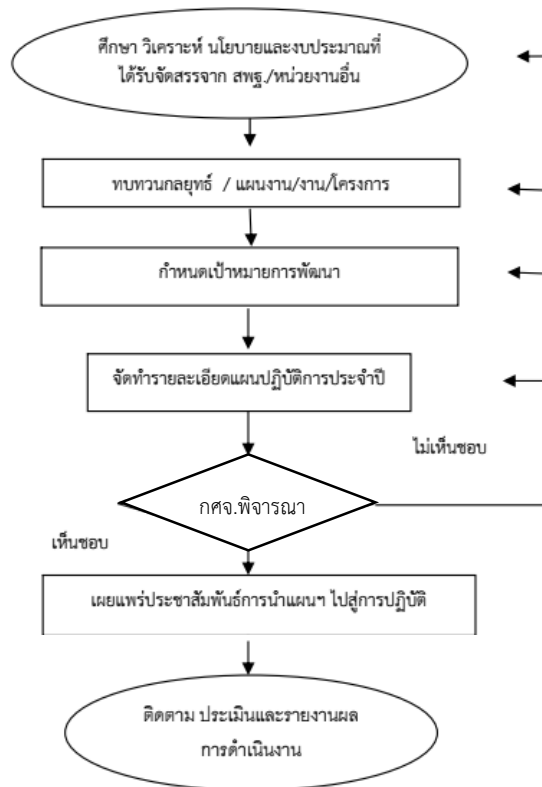 ศึกษา วิเคราะห์ นโยบายและงบประมาณที่
ได้รับจัดสรรจาก สพฐ./หน่วยงานอื่น
ทบทวนกลยุทธ์ / แผนงาน/งาน/โครงการ
กำหนดเป้าหมายการพัฒนา
จัดทำรายละเอียดแผนปฏิบัติการประจำปี
ไม่เห็นชอบ
กศจ.พิจารณา
เห็นชอบ
เผยแพร่ประชาสัมพันธ์การนำแผนฯ ไปสู่การปฏิบัติ
ติดตาม ประเมินและรายงานผล
การดำเนินงาน